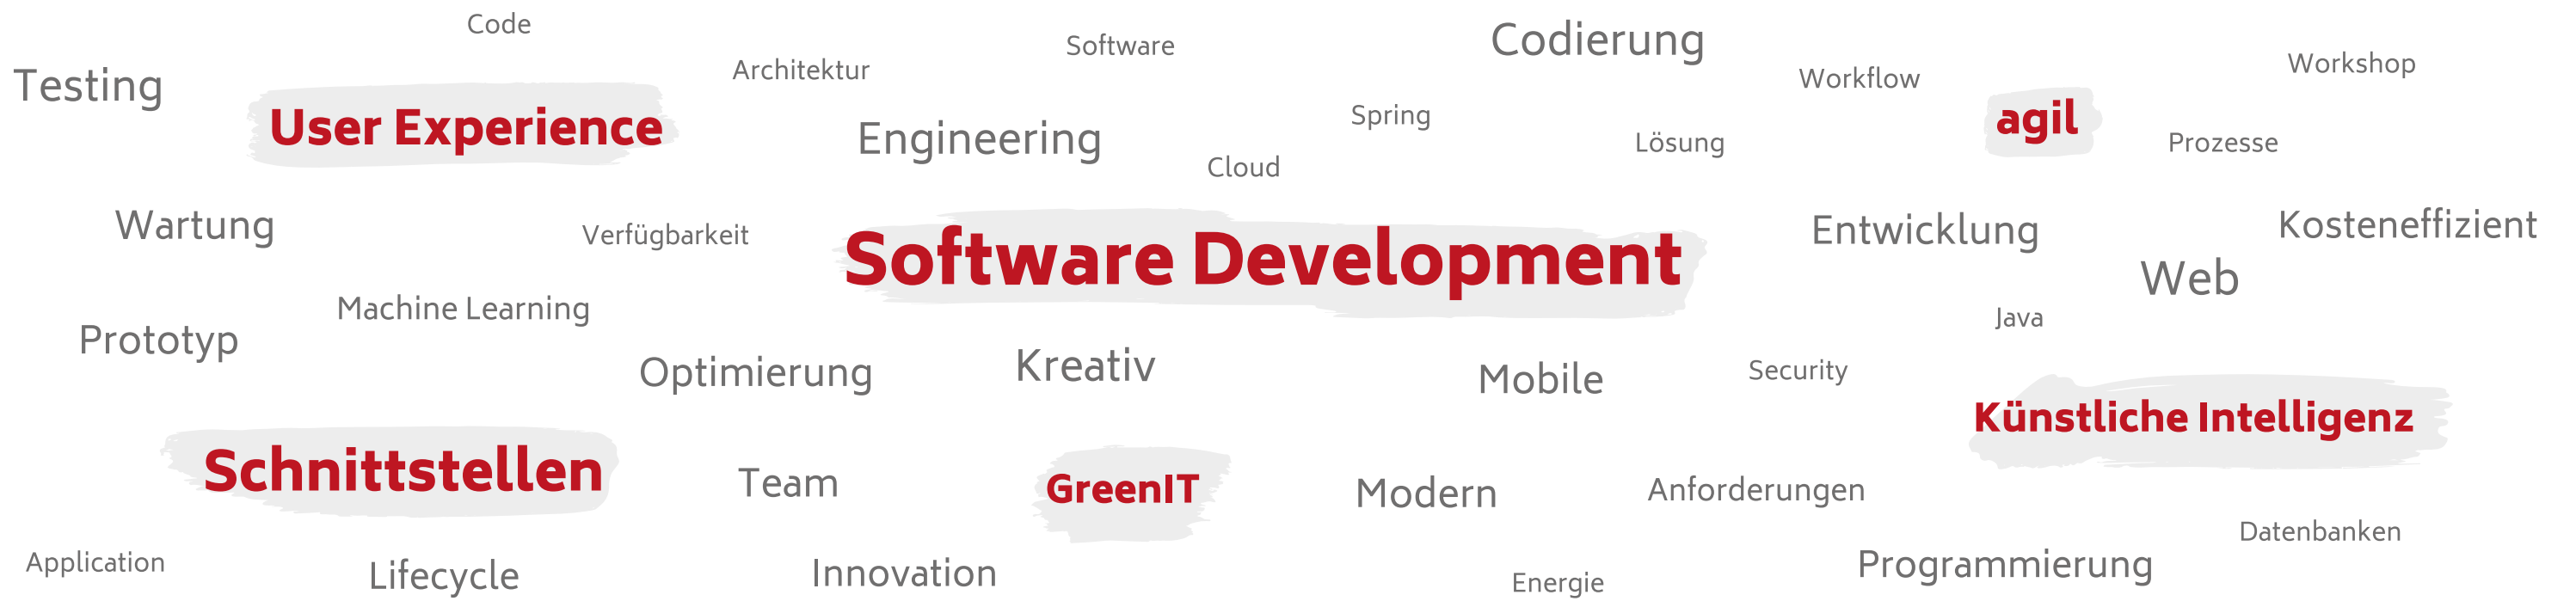 Code
Testing
User Experience
Architektur
Software
Codierung
Workflow
Workshop
Engineering
Spring
Cloud
Lösung
agil
Prozesse
Wartung
Verfügbarkeit
Software Development
Entwicklung
Kosteneffizient
Web
Machine Learning
Prototyp
Java
Optimierung
Kreativ
Mobile
Security
Künstliche Intelligenz
Schnittstellen
Team
GreenIT
Modern
Anforderungen
Datenbanken
Application
Lifecycle
Innovation
Energie
Programmierung